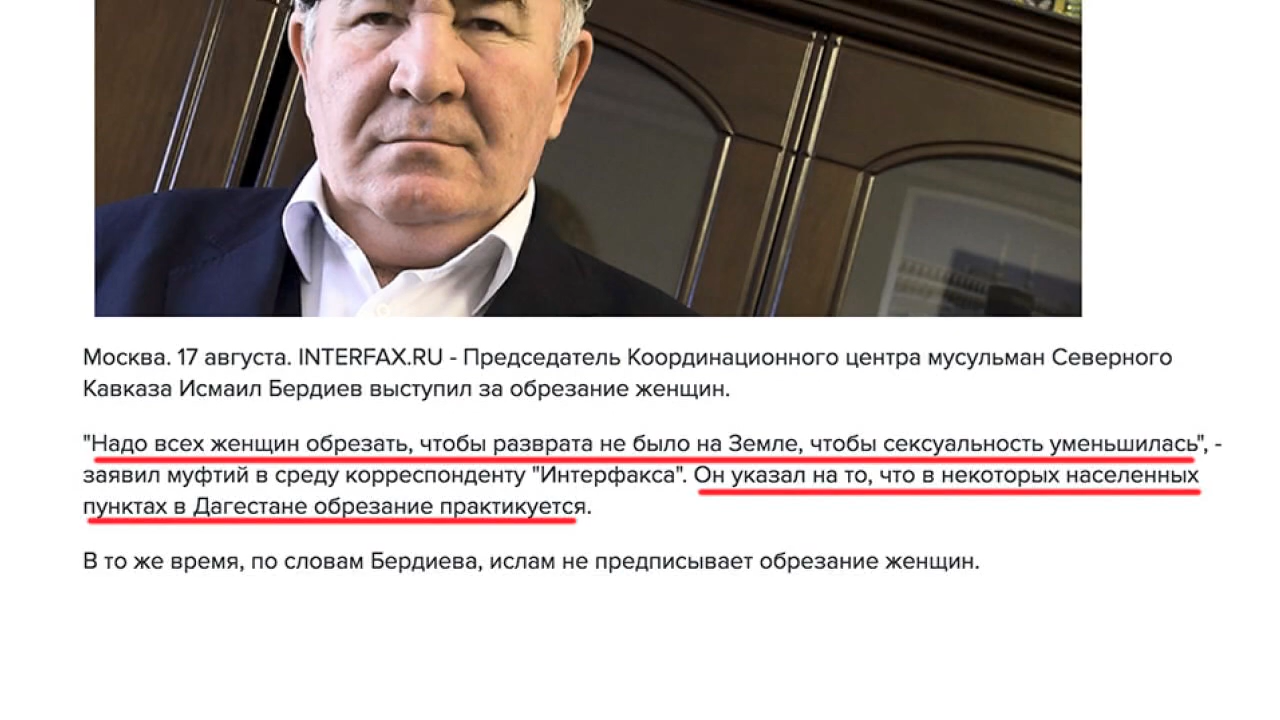 Москва. 17 августа. INTERFAX.RU - Председатель Координационного центра мусульман Северного
Кавказа Исмаил Бердиев выступил за обрезание женщин.
"Надо всех женщин обрезать, чтобы разврата не было на Земле, чтобы сексуальность уменьшилась", -
заявил муфтий в среду корреспонденту "Интерфакса". Он указал на то, что в некоторых населенных
пунктах в Дагестане обрезание практикуется.
В то же время, по словам Бердиева, ислам не предписывает обрезание женщин.